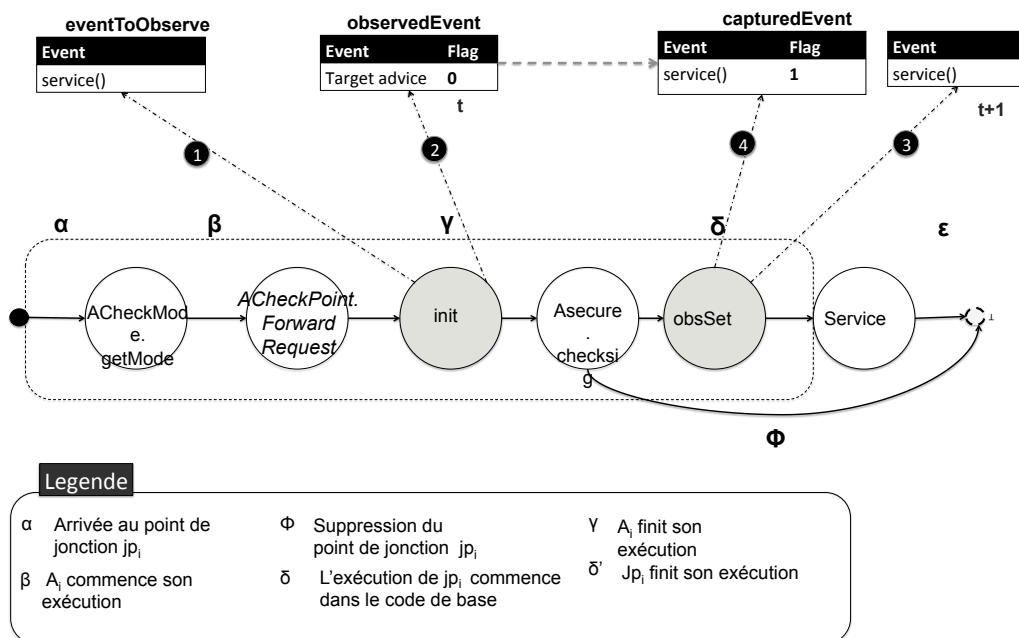 eventToObserve
observedEvent
capturedEvent
Event
Event Flag
Event Flag
Event
service()
Target advice 0
service() 1
service()
t
t+1
1
2
4
3
α
β
γ
δ
ε
ACheckMod
e.
getMode
ACheckPoint.
Forward
Request
init
Asecure
.
checksi
g
obsSet
Service
⊥
Φ
Legende
α Arrivée au point de
jonction jpi
β Ai commence son
exécution
Φ Suppression du
point de jonction jpi
δ L'exécution de jpi commence
dans le code de base
γ Ai finit son
exécution
δ' Jpi finit son exécution